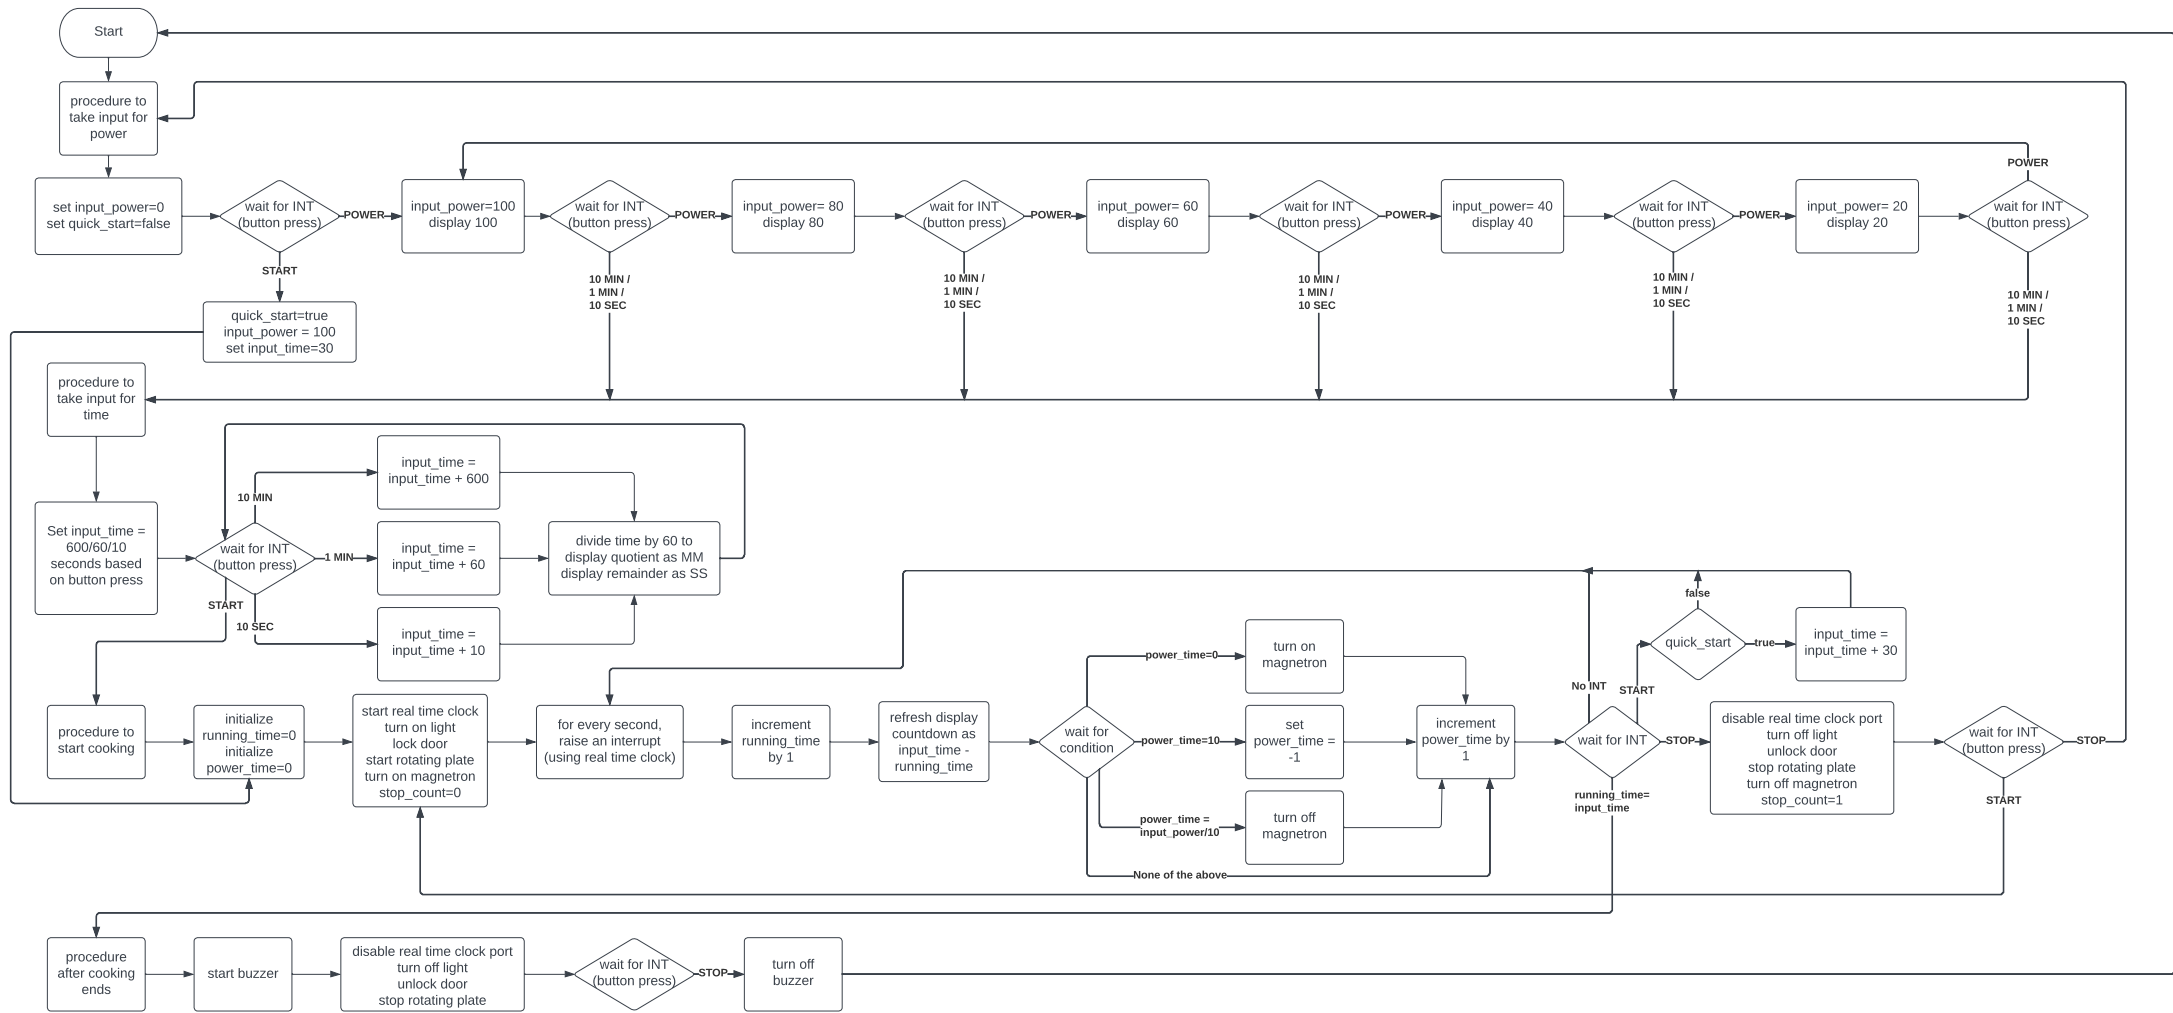 Start
procedure to
take input for
power
set input_power=0
set quick_start=false
wait for INT
(button press)
POWER
input_power=100
display 100
wait for INT
(button press)
POWER
input_power= 80
display 80
wait for INT
(button press)
POWER
input_power= 60
display 60
wait for INT
(button press)
POWER
input_power= 40
display 40
wait for INT
(button press)
POWER
input_power= 20
display 20
wait for INT
(button press)
POWER
START
10 MIN /
1 MIN /
10 SEC
10 MIN /
1 MIN /
10 SEC
10 MIN /
1 MIN /
10 SEC
10 MIN /
1 MIN /
10 SEC
10 MIN /
1 MIN /
10 SEC
quick_start=true
input_power = 100
set input_time=30
procedure to
take input for
time
Set input_time =
600/60/10
seconds based
on button press
wait for INT
(button press)
10 MIN
input_time =
input_time + 600
1 MIN
input_time =
input_time + 60
10 SEC
input_time =
input_time + 10
divide time by 60 to
display quotient as MM
display remainder as SS
START
procedure to
start cooking
initialize
running_time=0
initialize
power_time=0
start real time clock
turn on light
lock door
start rotating plate
turn on magnetron
stop_count=0
for every second,
raise an interrupt
(using real time clock)
increment
running_time
by 1
refresh display
countdown as
input_time -
running_time
wait for
condition
power_time=0
turn on
magnetron
power_time=10
set
power_time =
-1
power_time =
input_power/10
turn off
magnetron
None of the above
increment
power_time by
1
wait for INT
No INT
START
quick_start
false
true
input_time =
input_time + 30
STOP
disable real time clock port
turn off light
unlock door
stop rotating plate
turn off magnetron
stop_count=1
wait for INT
(button press)
STOP
START
running_time=
input_time
procedure
after cooking
ends
start buzzer
disable real time clock port
turn off light
unlock door
stop rotating plate
wait for INT
(button press)
STOP
turn off
buzzer